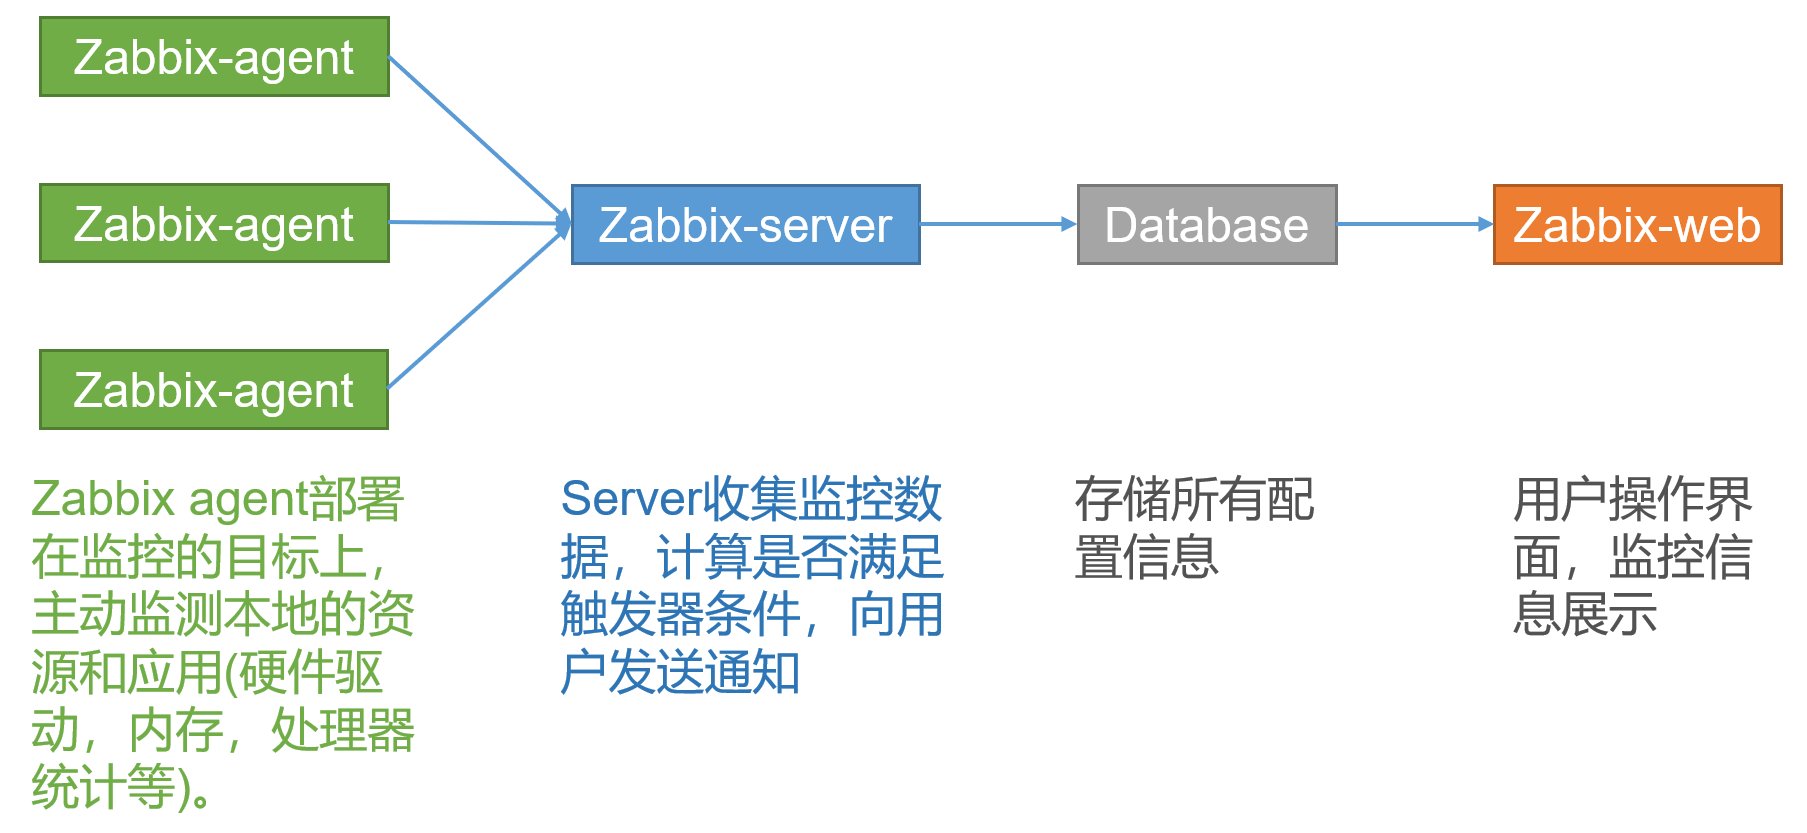 Zabbix-agent
Zabbix-agent
Zabbix-server
Database
Zabbix-web
Zabbix-agent
Zabbix agent部署
在监控的目标上，
主动监测本地的资
源和应用(硬件驱
动，内存，处理器
统计等)。
Server收集监控数
据，计算是否满足
触发器条件，向用
户发送通知
存储所有配
置信息
用户操作界
面，监控信
息展示